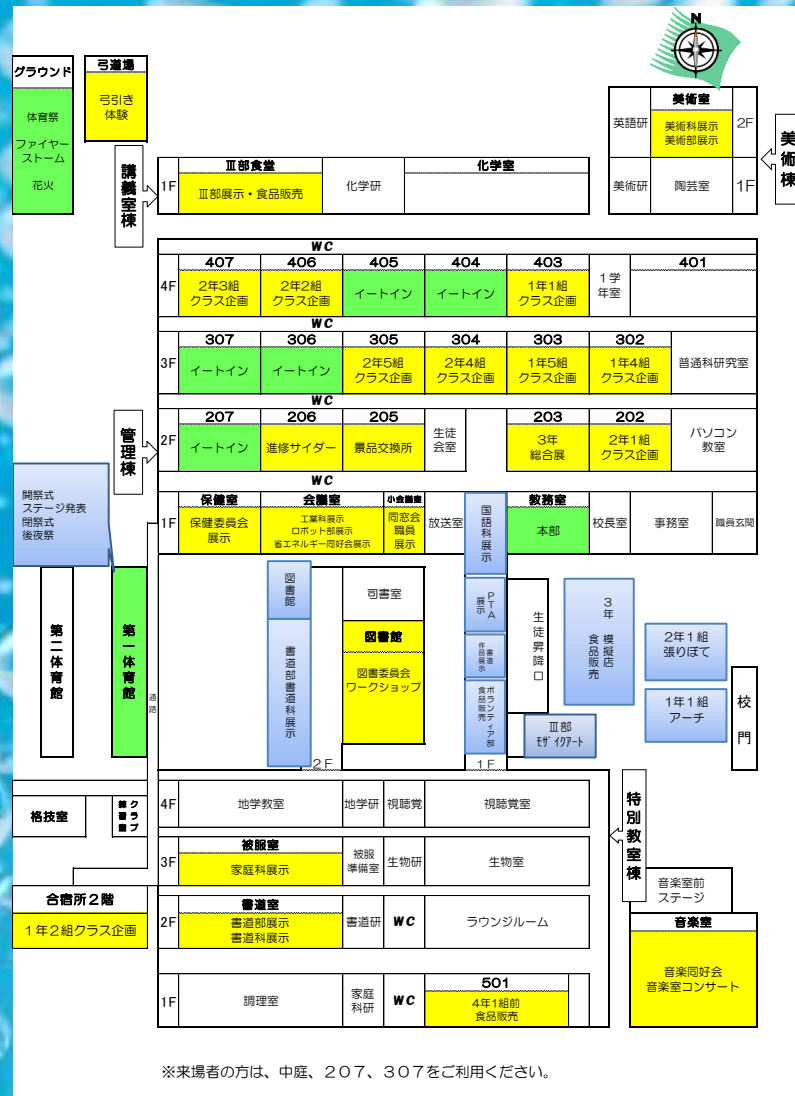 N
グラウンド
体育祭
ファイヤー
ストーム
花火
弓道場
弓引き
体験
美術室
英語研
美術科展示
美術部展示
2F
美術研
陶芸室
1F
美術棟
講義室棟
1F
Ⅲ部食堂
Ⅲ部展示・食品販売
化学研
化学室
WC
4F
407
2年3組
クラス企画
406
2年2組
クラス企画
405
イートイン
404
イートイン
403
1年1組
クラス企画
1学
年室
401
WC
3F
307
イートイン
306
イートイン
305
2年5組
クラス企画
304
2年4組
クラス企画
303
1年5組
クラス企画
302
1年4組
クラス企画
普通科研究室
WC
管理棟
2F
207
イートイン
206
進修サイダー
205
景品交換所
生徒
会室
203
3年
総合展
202
2年1組
クラス企画
パソコン
教室
WC
1F
保健室
保健委員会
展示
会議室
工業科展示
ロボット部展示
省エネルギー同好会展示
小会議室
同窓会
職員
展示
放送室
国語科展示
教務室
本部
校長室
事務室
職員玄関
開祭式
ステージ発表
閉祭式
後夜祭
第二体育館
第一体育館
通路
図書館
書道部書道科展示
司書室
図書館
図書委員会
ワークショップ
PTA
展示
書道
作品展示
ボランティア部
食品販売
生徒昇降口
3年 模擬店
食品販売
2年1組
張りぼて
1年1組
アーチ
校門
Ⅲ部
モザイクアート
2F
1F
特別教室棟
格技室
クラブ
練習室
4F
地学教室
地学研
視聴覚
視聴覚室
3F
被服室
家庭科展示
被服
準備室
生物研
生物室
合宿所2階
1年2組クラス企画
2F
書道室
書道部展示
書道科展示
書道研
WC
ラウンジルーム
音楽室前
ステージ
音楽室
音楽同好会
音楽室コンサート
1F
調理室
家庭
科研
WC
501
4年1組前
食品販売
※来場者の方は、中庭、207、307をご利用ください。